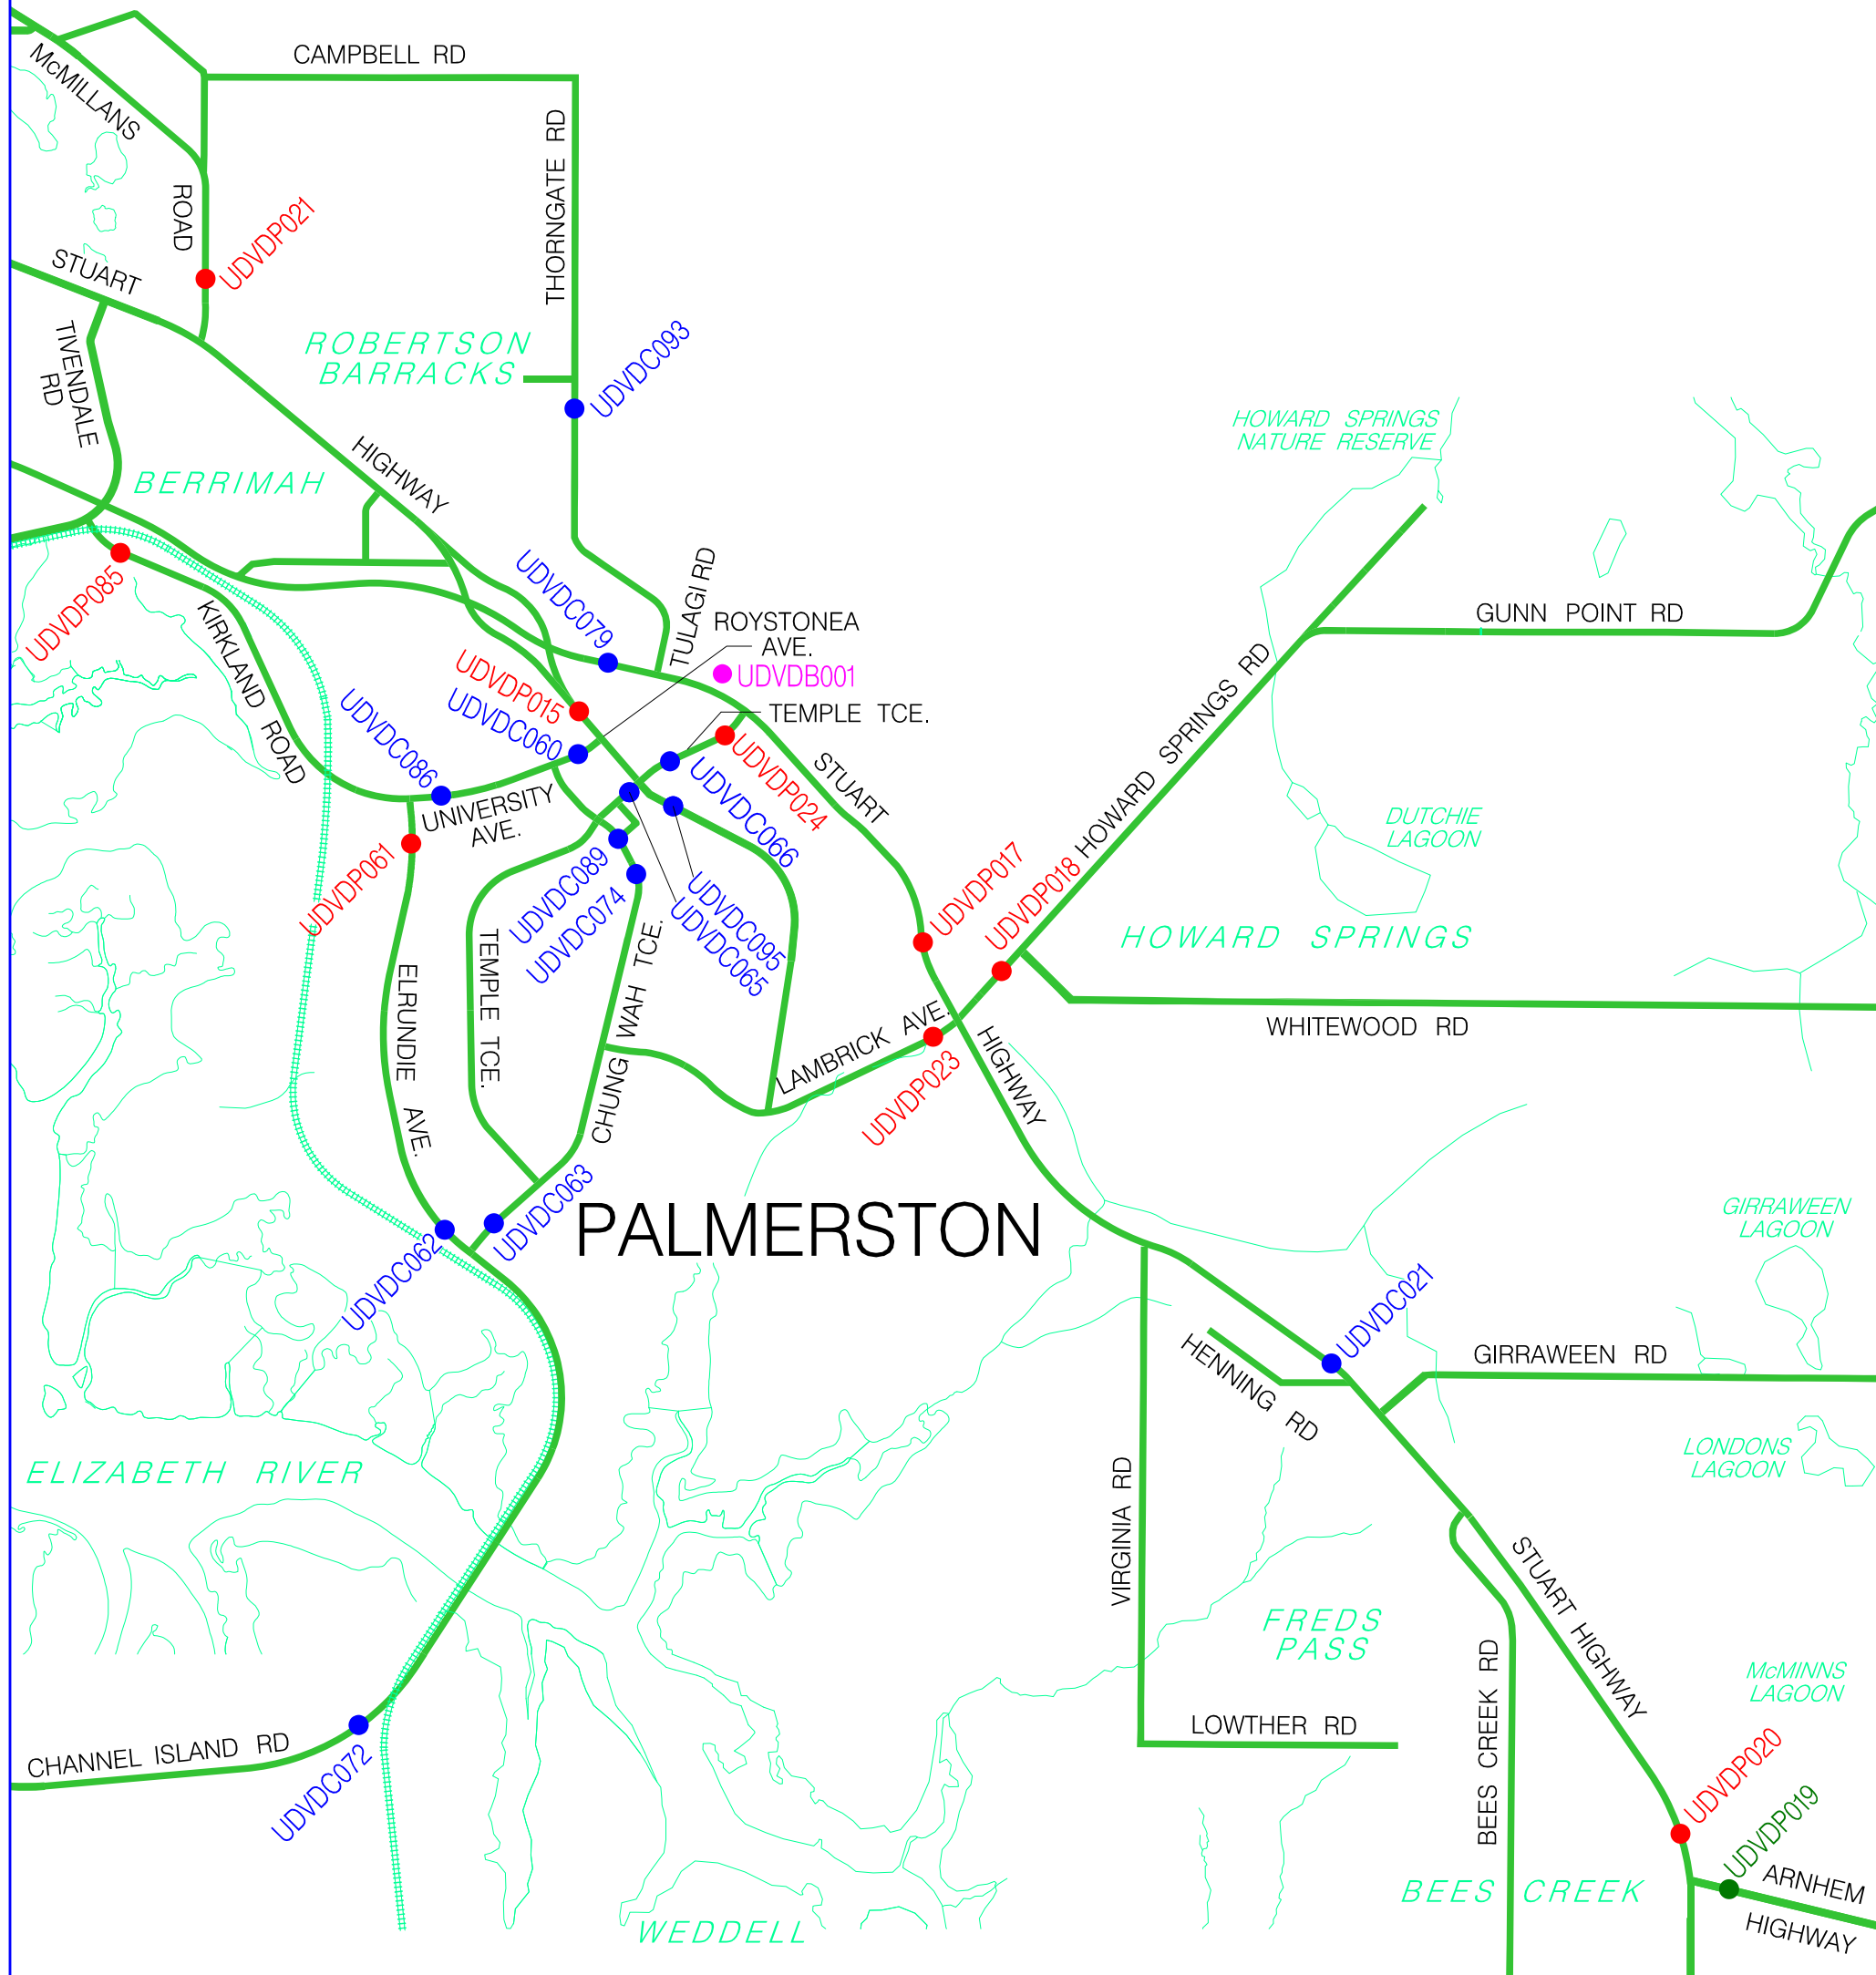 CAMPBELL RD
McMILLANS
ROAD
THORNGATE RD
UDVDP021
STUART
TIVENDALE
RD
ROBERTSON
BARRACKS
UDVDC093
HIGHWAY
BERRIMAH
HOWARD SPRINGS
NATURE RESERVE
UDVDP085
KIRKLAND ROAD
UDVDC079
TULAGI RD
ROYSTONEA
AVE.
UDVDB001
GUNN POINT RD
UDVDP015
UDVDC060
TEMPLE TCE.
UDVDC086
UDVDP024
STUART
HOWARD SPRINGS RD
UNIVERSITY
AVE.
UDVDC066
DUTCHIE
LAGOON
UDVDP061
UDVDC089
UDVDC074
UDVDC095
UDVDC065
UDVDP017
UDVDP018
HOWARD SPRINGS
ELRUNDIE AVE.
TEMPLE TCE.
CHUNG WAH TCE.
LAMBRICK AVE.
UDVDP023
HIGHWAY
WHITEWOOD RD
UDVDC063
UDVDC062
PALMERSTON
GIRRAWEEN
LAGOON
UDVDC021
HENNING RD
GIRRAWEEN RD
ELIZABETH RIVER
LONDONS
LAGOON
VIRGINIA RD
STUART HIGHWAY
FREDS
PASS
McMINNS
LAGOON
BEES CREEK RD
LOWTHER RD
CHANNEL ISLAND RD
UDVDC072
UDVDP020
UDVDP019
ARNHEM
HIGHWAY
BEES CREEK
WEDDELL